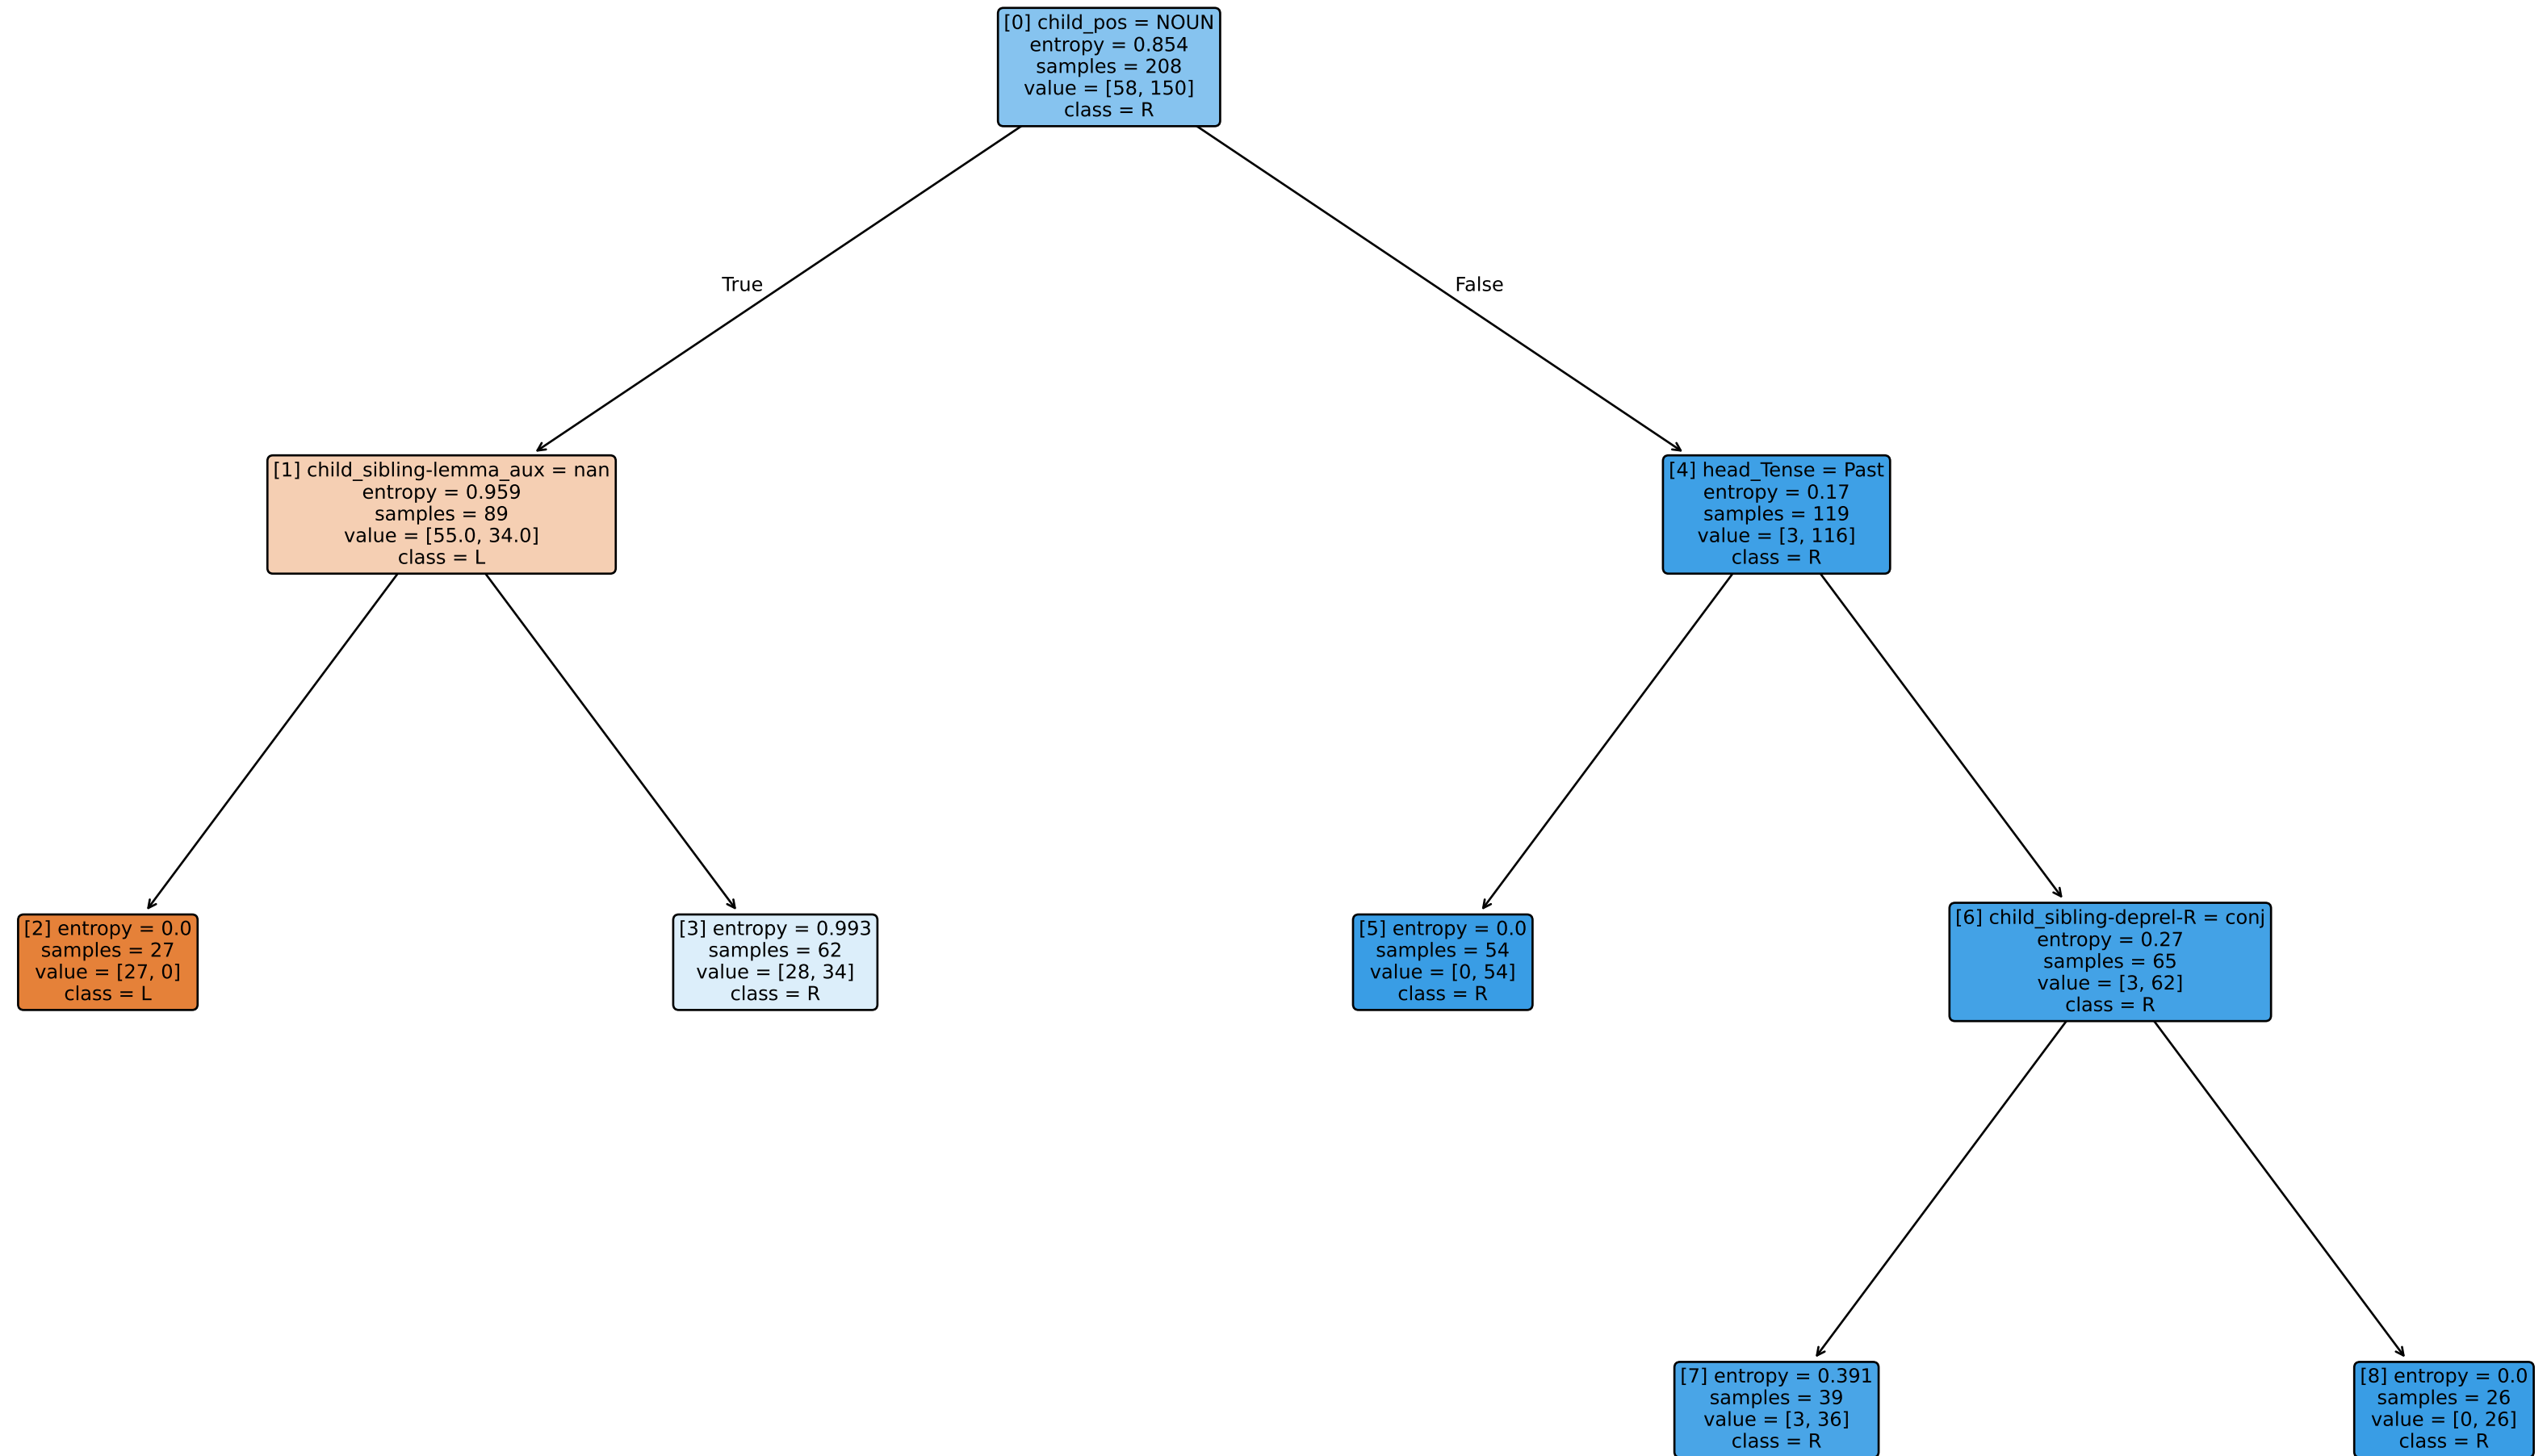 [0] child_pos = NOUN
entropy = 0.854
samples = 208
value = [58, 150]
class = R
True
False
[1] child_sibling-lemma_aux = nan
entropy = 0.959
samples = 89
value = [55.0, 34.0]
class = L
[4] head_Tense = Past
entropy = 0.17
samples = 119
value = [3, 116]
class = R
[2] entropy = 0.0
samples = 27
value = [27, 0]
class = L
[3] entropy = 0.993
samples = 62
value = [28, 34]
class = R
[5] entropy = 0.0
samples = 54
value = [0, 54]
class = R
[6] child_sibling-deprel-R = conj
entropy = 0.27
samples = 65
value = [3, 62]
class = R
[7] entropy = 0.391
samples = 39
value = [3, 36]
class = R
[8] entropy = 0.0
samples = 26
value = [0, 26]
class = R